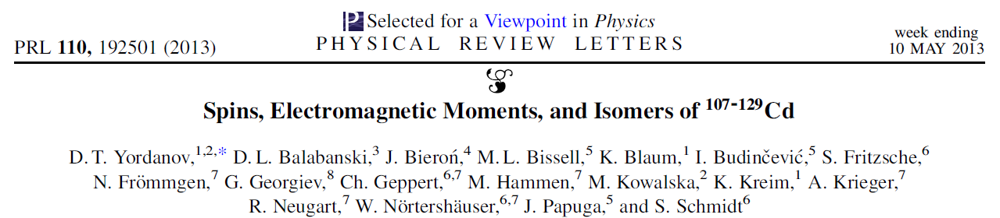 Selected for a Viewpoint in Physics
PRL 110, 192501 (2013)
PHYSICAL REVIEW LETTERS
week ending
10 MAY 2013
Spins, Electromagnetic Moments, and Isomers of ¹⁰⁷⁻¹²⁹Cd
D. T. Yordanov,¹,²,* D. L. Balabanski,³ J. Bieroń,⁴ M. L. Bissell,⁵ K. Blaum,¹ I. Budinčević,⁵ S. Fritzsche,⁶
N. Frömmgen,⁷ G. Georgiev,⁸ Ch. Geppert,⁶,⁷ M. Hammen,⁷ M. Kowalska,² K. Kreim,¹ A. Krieger,⁷
R. Neugart,⁷ W. Nörtershäuser,⁶,⁷ J. Papuga,⁵ and S. Schmidt⁶